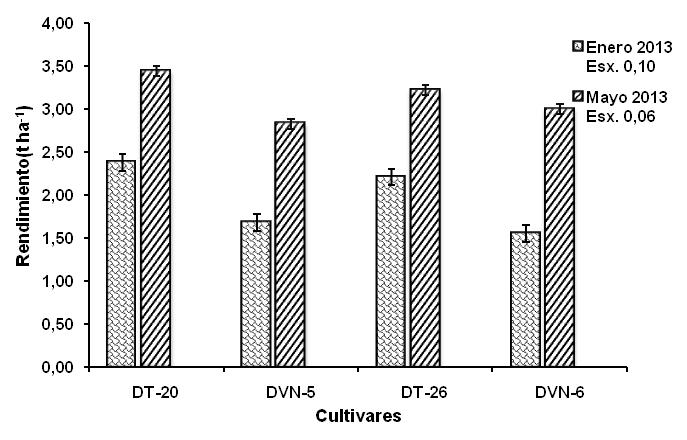 4,00
3,50
3,00
2,50
2,00
1,50
1,00
0,50
0,00
Rendimiento(t ha-1)
Enero 2013
Esx. 0,10
Mayo 2013
Esx. 0,06
DT-20 DVN-5 DT-26 DVN-6
Cultivares